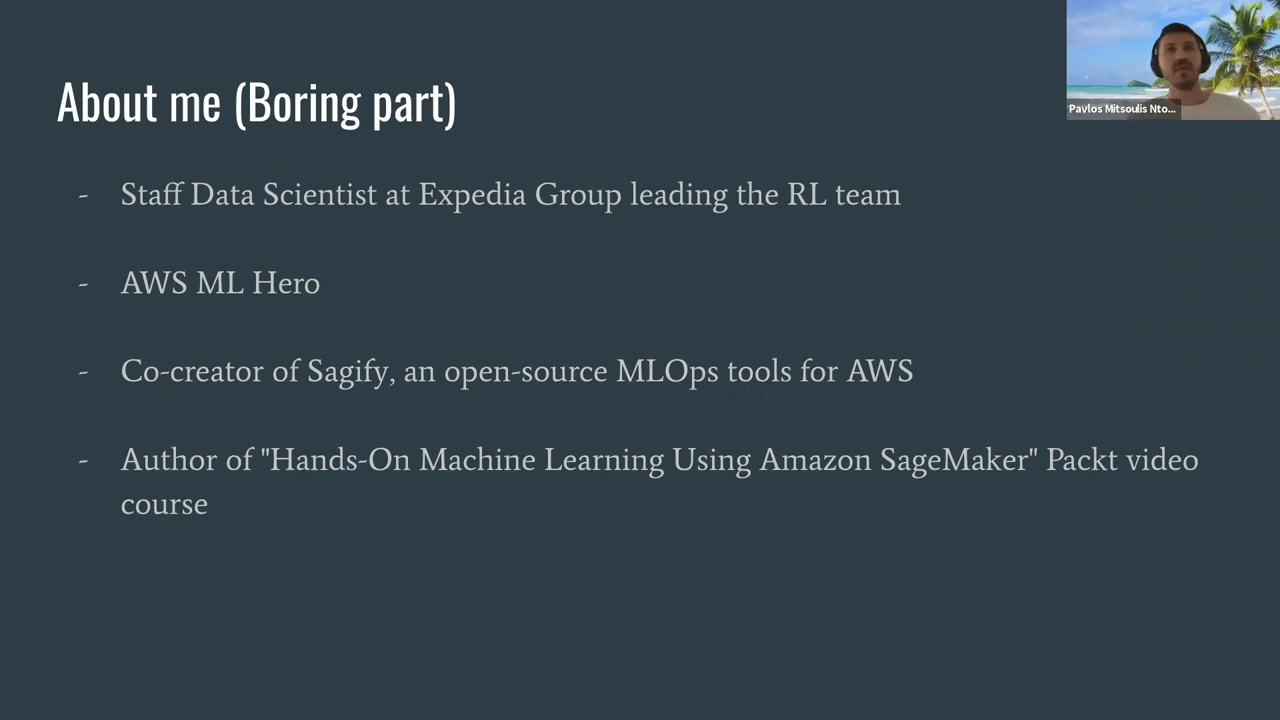 Pavlos Mitsoulis Nto...
About me (Boring part)
- Staff Data Scientist at Expedia Group leading the RL team
- AWS ML Hero
- Co-creator of Sagify, an open-source MLOps tools for AWS
- Author of "Hands-On Machine Learning Using Amazon SageMaker" Packt video
course